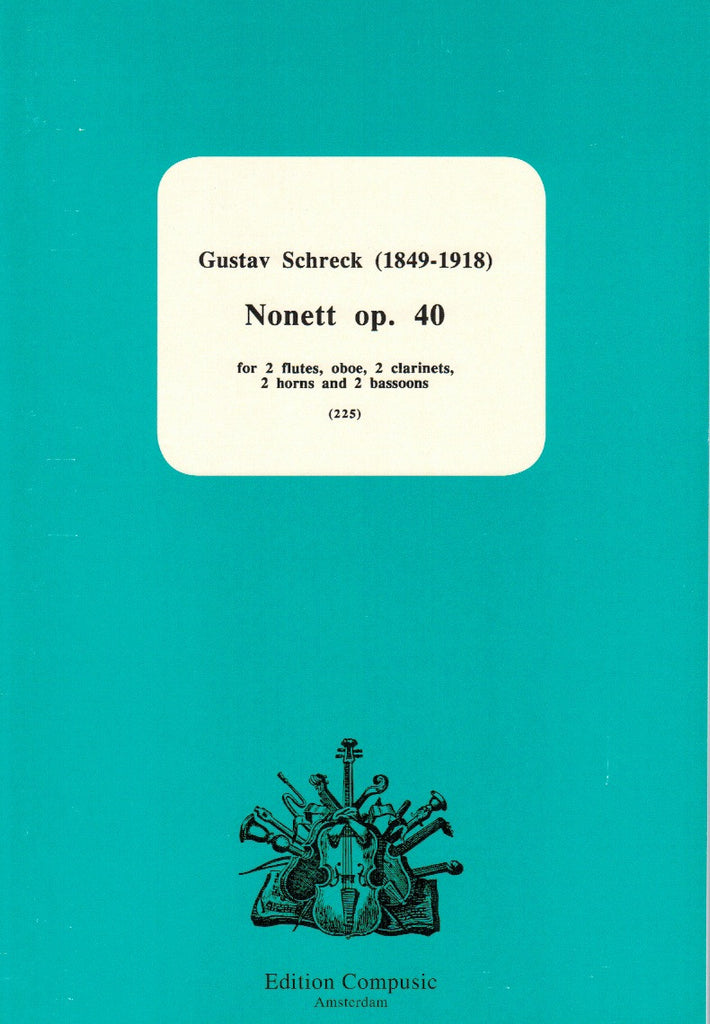 Gustav Schreck (1849-1918)
Nonett op. 40
for 2 flutes, oboe, 2 clarinets,
2 horns and 2 bassoons
(225)
Edition Compusic
Amsterdam